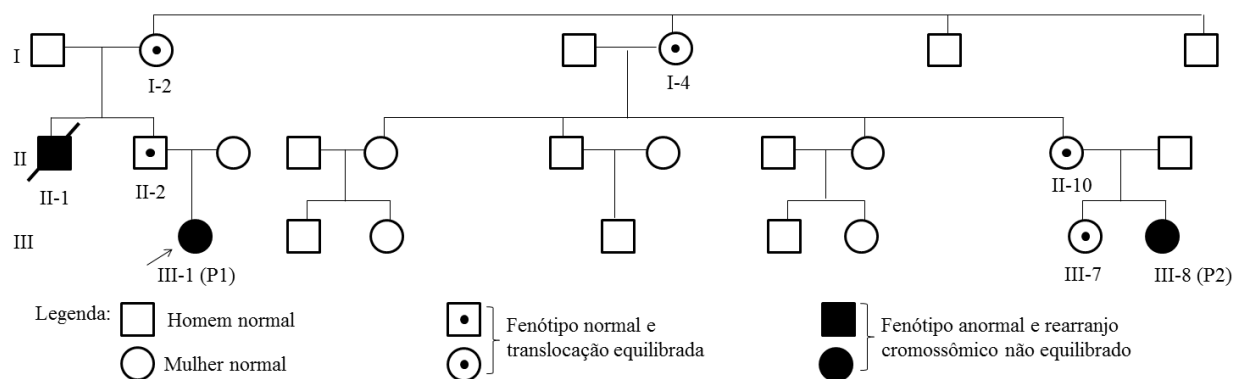 I
I-2
I-4
II
II-1
II-2
II-10
III
III-1 (P1)
III-7
III-8 (P2)
Legenda:
Homem normal
Mulher normal
Fenótipo normal e
translocação equilibrada
Fenótipo anormal e rearranjo
cromossômico não equilibrado